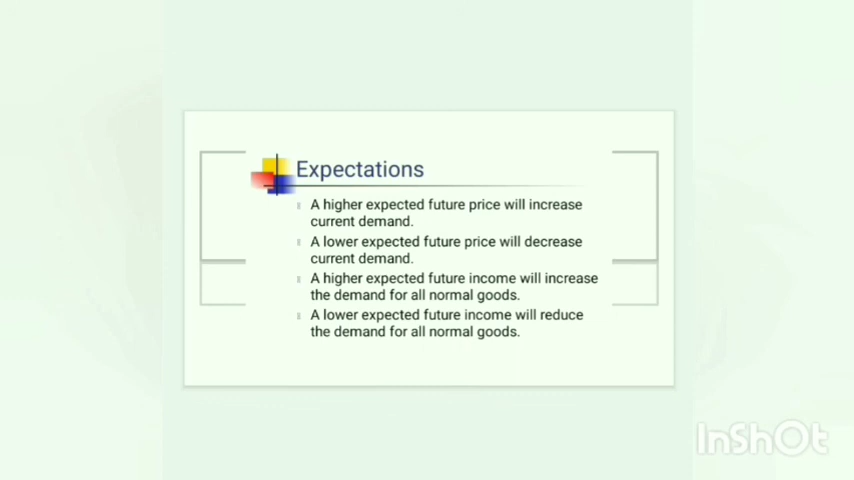 Expectations
A higher expected future price will increase
current demand.
A lower expected future price will decrease
current demand.
A higher expected future income will increase
the demand for all normal goods.
A lower expected future income will reduce
the demand for all normal goods.
InShOt